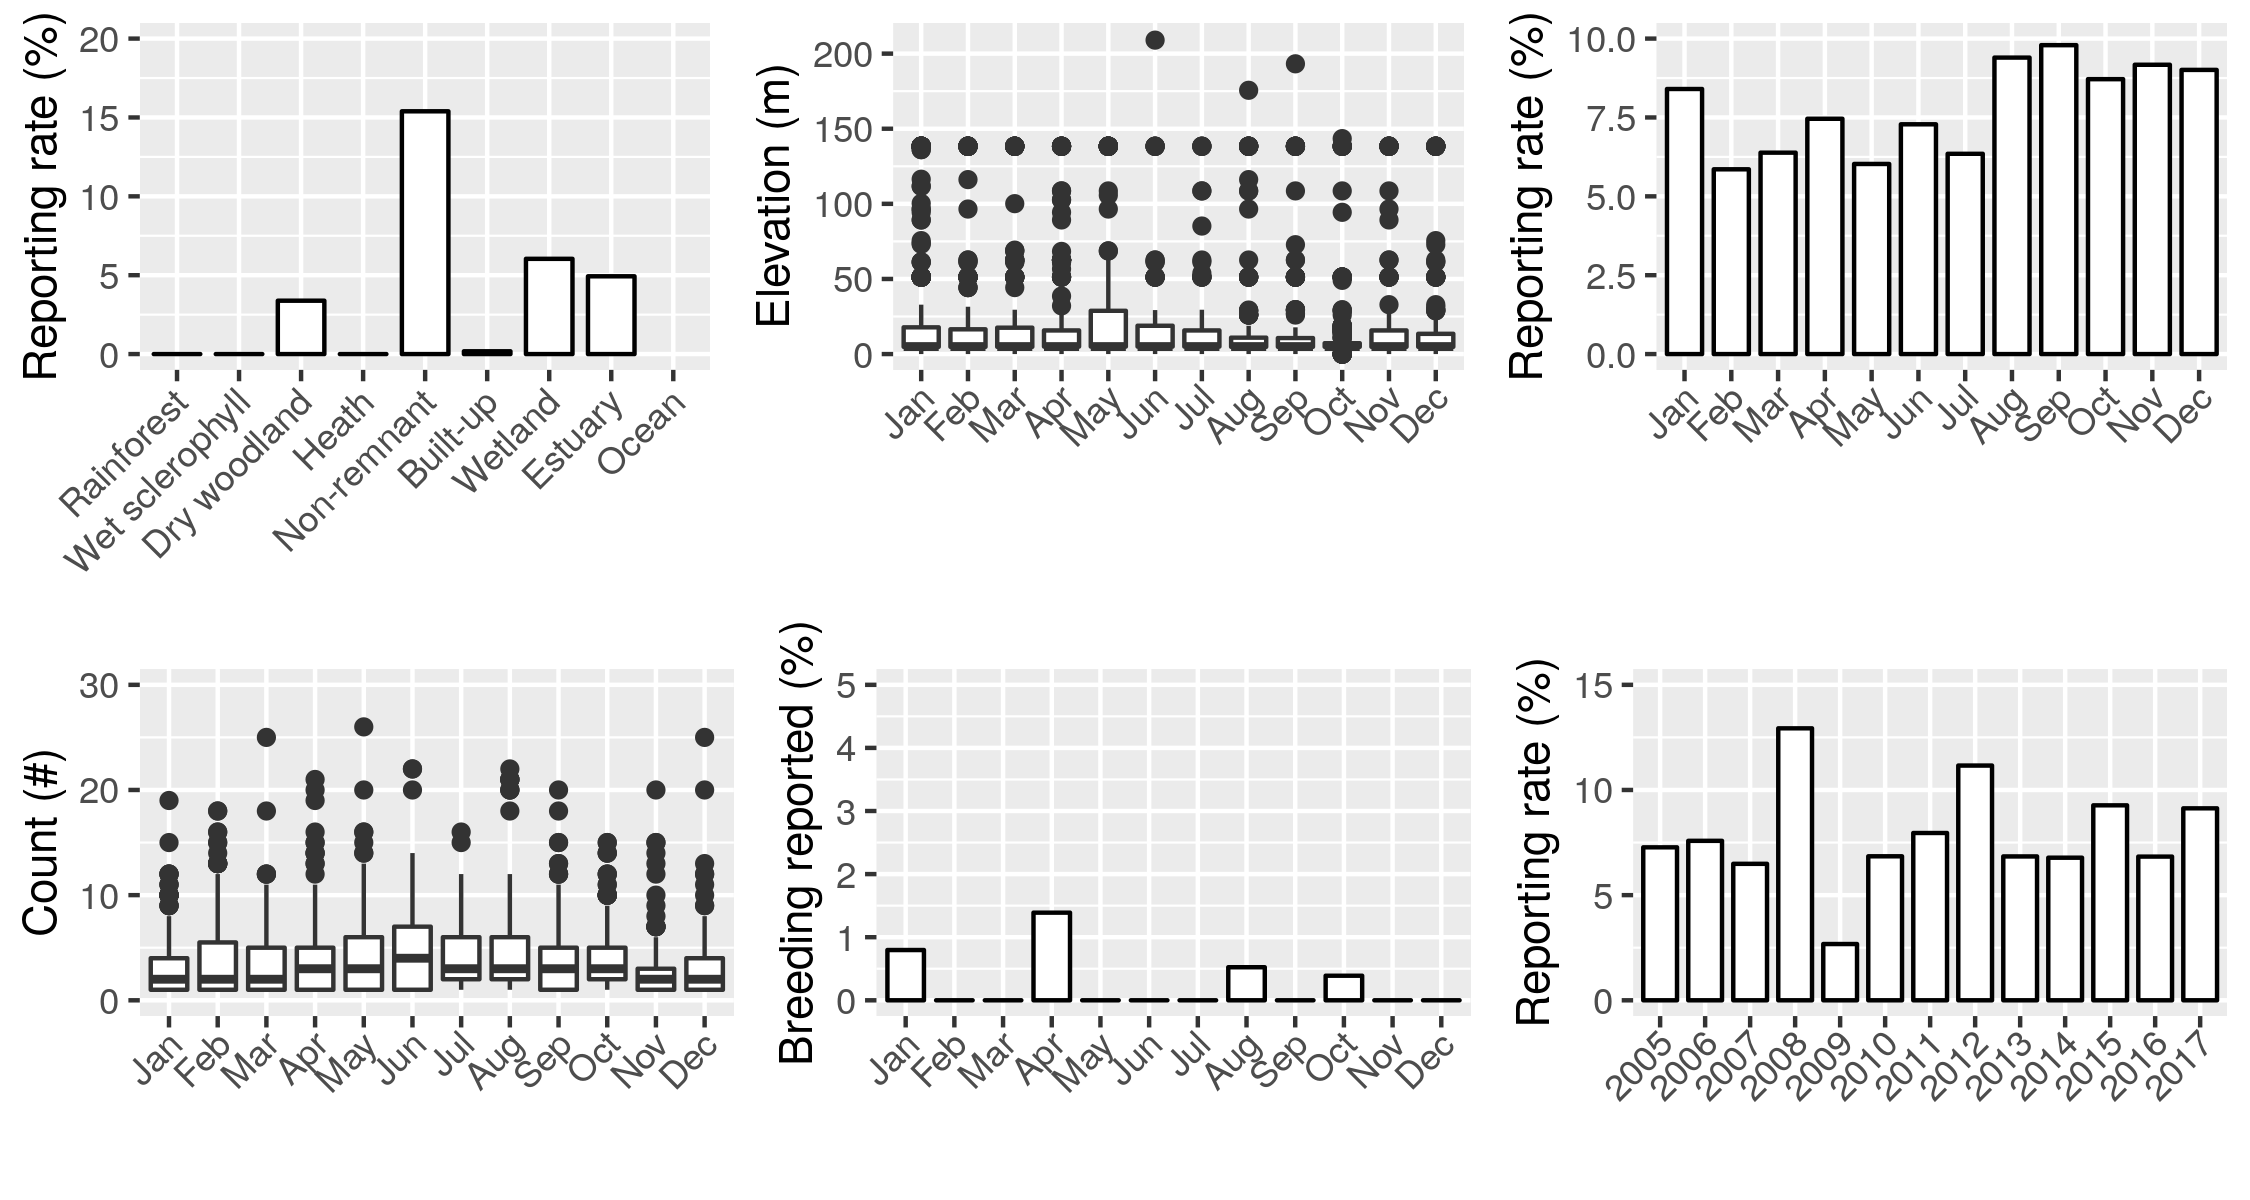 Reporting rate (%)
20
15
10
5
0
Rainforest
Wet sclerophyll
Dry woodland
Heath
Non-remnant
Built-up
Wetland
Estuary
Ocean
Elevation (m)
200
150
100
50
0
Jan
Feb
Mar
Apr
May
Jun
Jul
Aug
Sep
Oct
Nov
Dec
Reporting rate (%)
10.0
7.5
5.0
2.5
0.0
Jan
Feb
Mar
Apr
May
Jun
Jul
Aug
Sep
Oct
Nov
Dec
Count (#)
30
20
10
0
Jan
Feb
Mar
Apr
May
Jun
Jul
Aug
Sep
Oct
Nov
Dec
Breeding reported (%)
5
4
3
2
1
0
Jan
Feb
Mar
Apr
May
Jun
Jul
Aug
Sep
Oct
Nov
Dec
Reporting rate (%)
15
10
5
0
2005
2006
2007
2008
2009
2010
2011
2012
2013
2014
2015
2016
2017